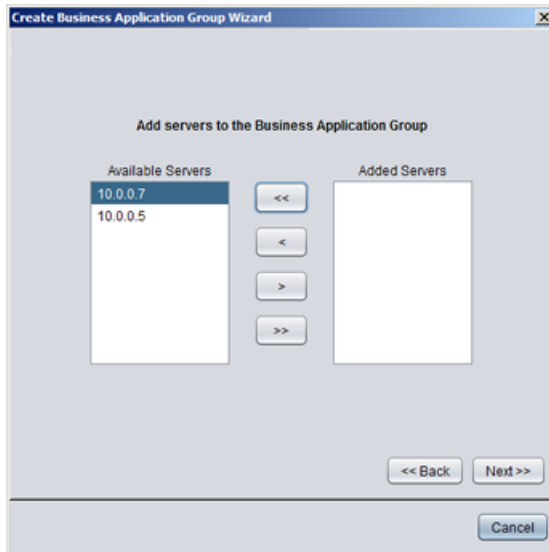 Create Business Application Group Wizard
Add servers to the Business Application Group
Available Servers
Added Servers
10.0.0.7
10.0.0.5
<<
<
>
>>
<< Back
Next >>
Cancel